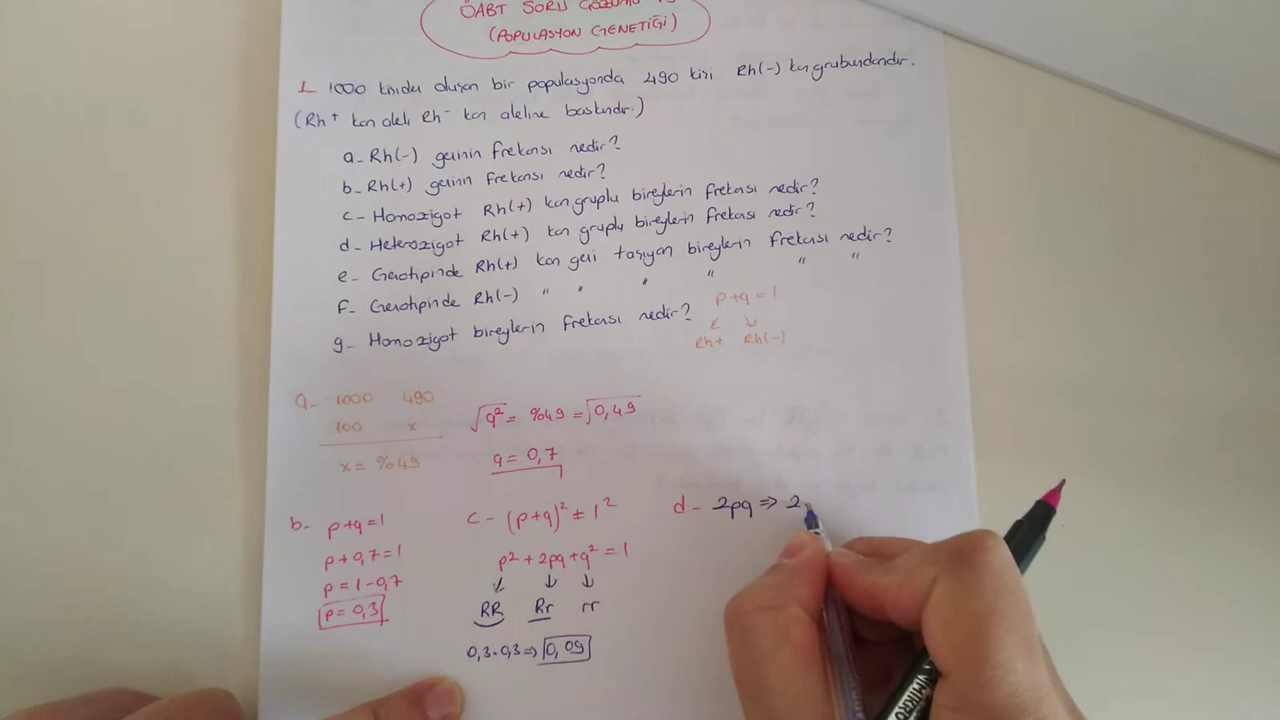 ÖABT SORU ÇÖZÜMÜ
(POPULASYON GENETİĞİ)
1 1000 kişiden oluşan bir populasyonda 490 kişi Rh(-) kan grubundandır.
(Rh+ kan aleli Rh- kan aleline baskındır.)
a- Rh(-) geninin frekansı nedir?
b- Rh(+) geninin frekansı nedir?
c- Homozigot Rh(+) kan gruplu bireylerin frekansı nedir?
d- Heterozigot Rh(+) kan gruplu bireylerin frekansı nedir?
e- Genotipinde Rh(+) kan geni taşıyan bireylerin frekansı nedir?
f- Genotipinde Rh(-) " " " " " "
g- Homozigot bireylerin frekansı nedir?
p+q=1
↙ ↘
Rh+ Rh(-)
a- 1000 490
100 x
x = %49
√q² = %49 = √0,49
q = 0,7
b- p+q=1
p+0,7=1
p=1-0,7
p=0,3
c- (p+q)² = 1²
p² + 2pq + q² = 1
↙ ↓ ↓
RR Rr rr
0,3.0,3 ⇒ 0,09
d- 2pq ⇒ 2